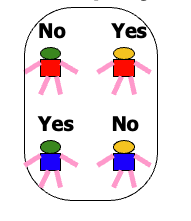 No Yes
Yes No